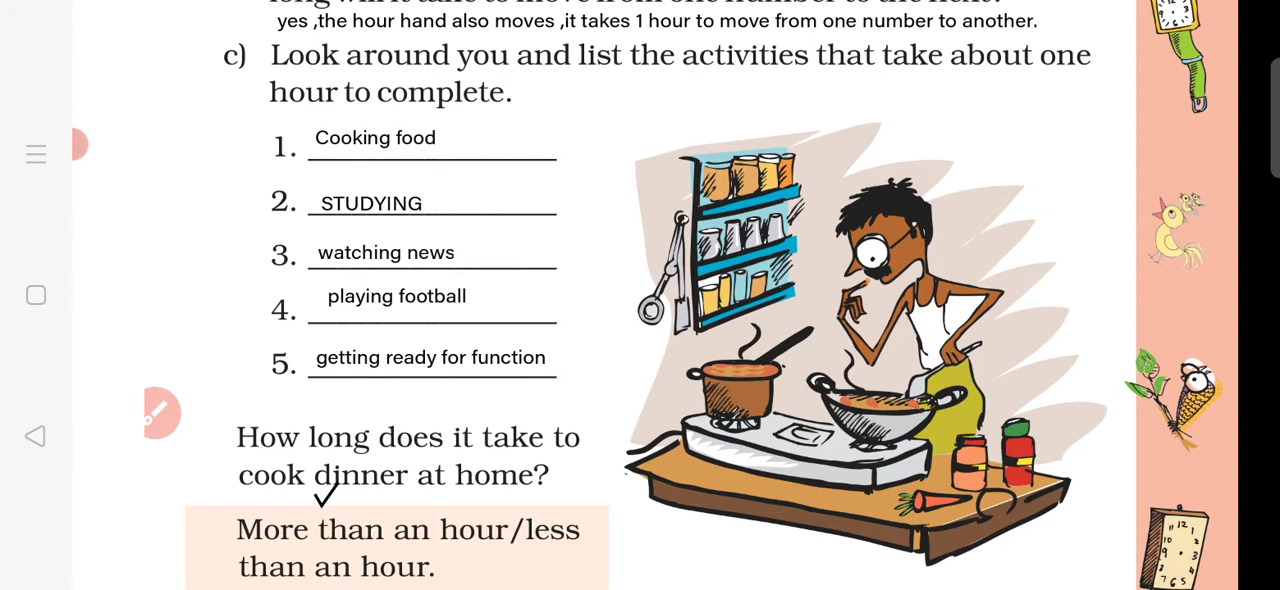 yes ,the hour hand also moves ,it takes 1 hour to move from one number to another.
c) Look around you and list the activities that take about one
hour to complete.
1. Cooking food
2. STUDYING
3. watching news
4. playing football
5. getting ready for function
How long does it take to
cook dinner at home?
More than an hour/less
than an hour.